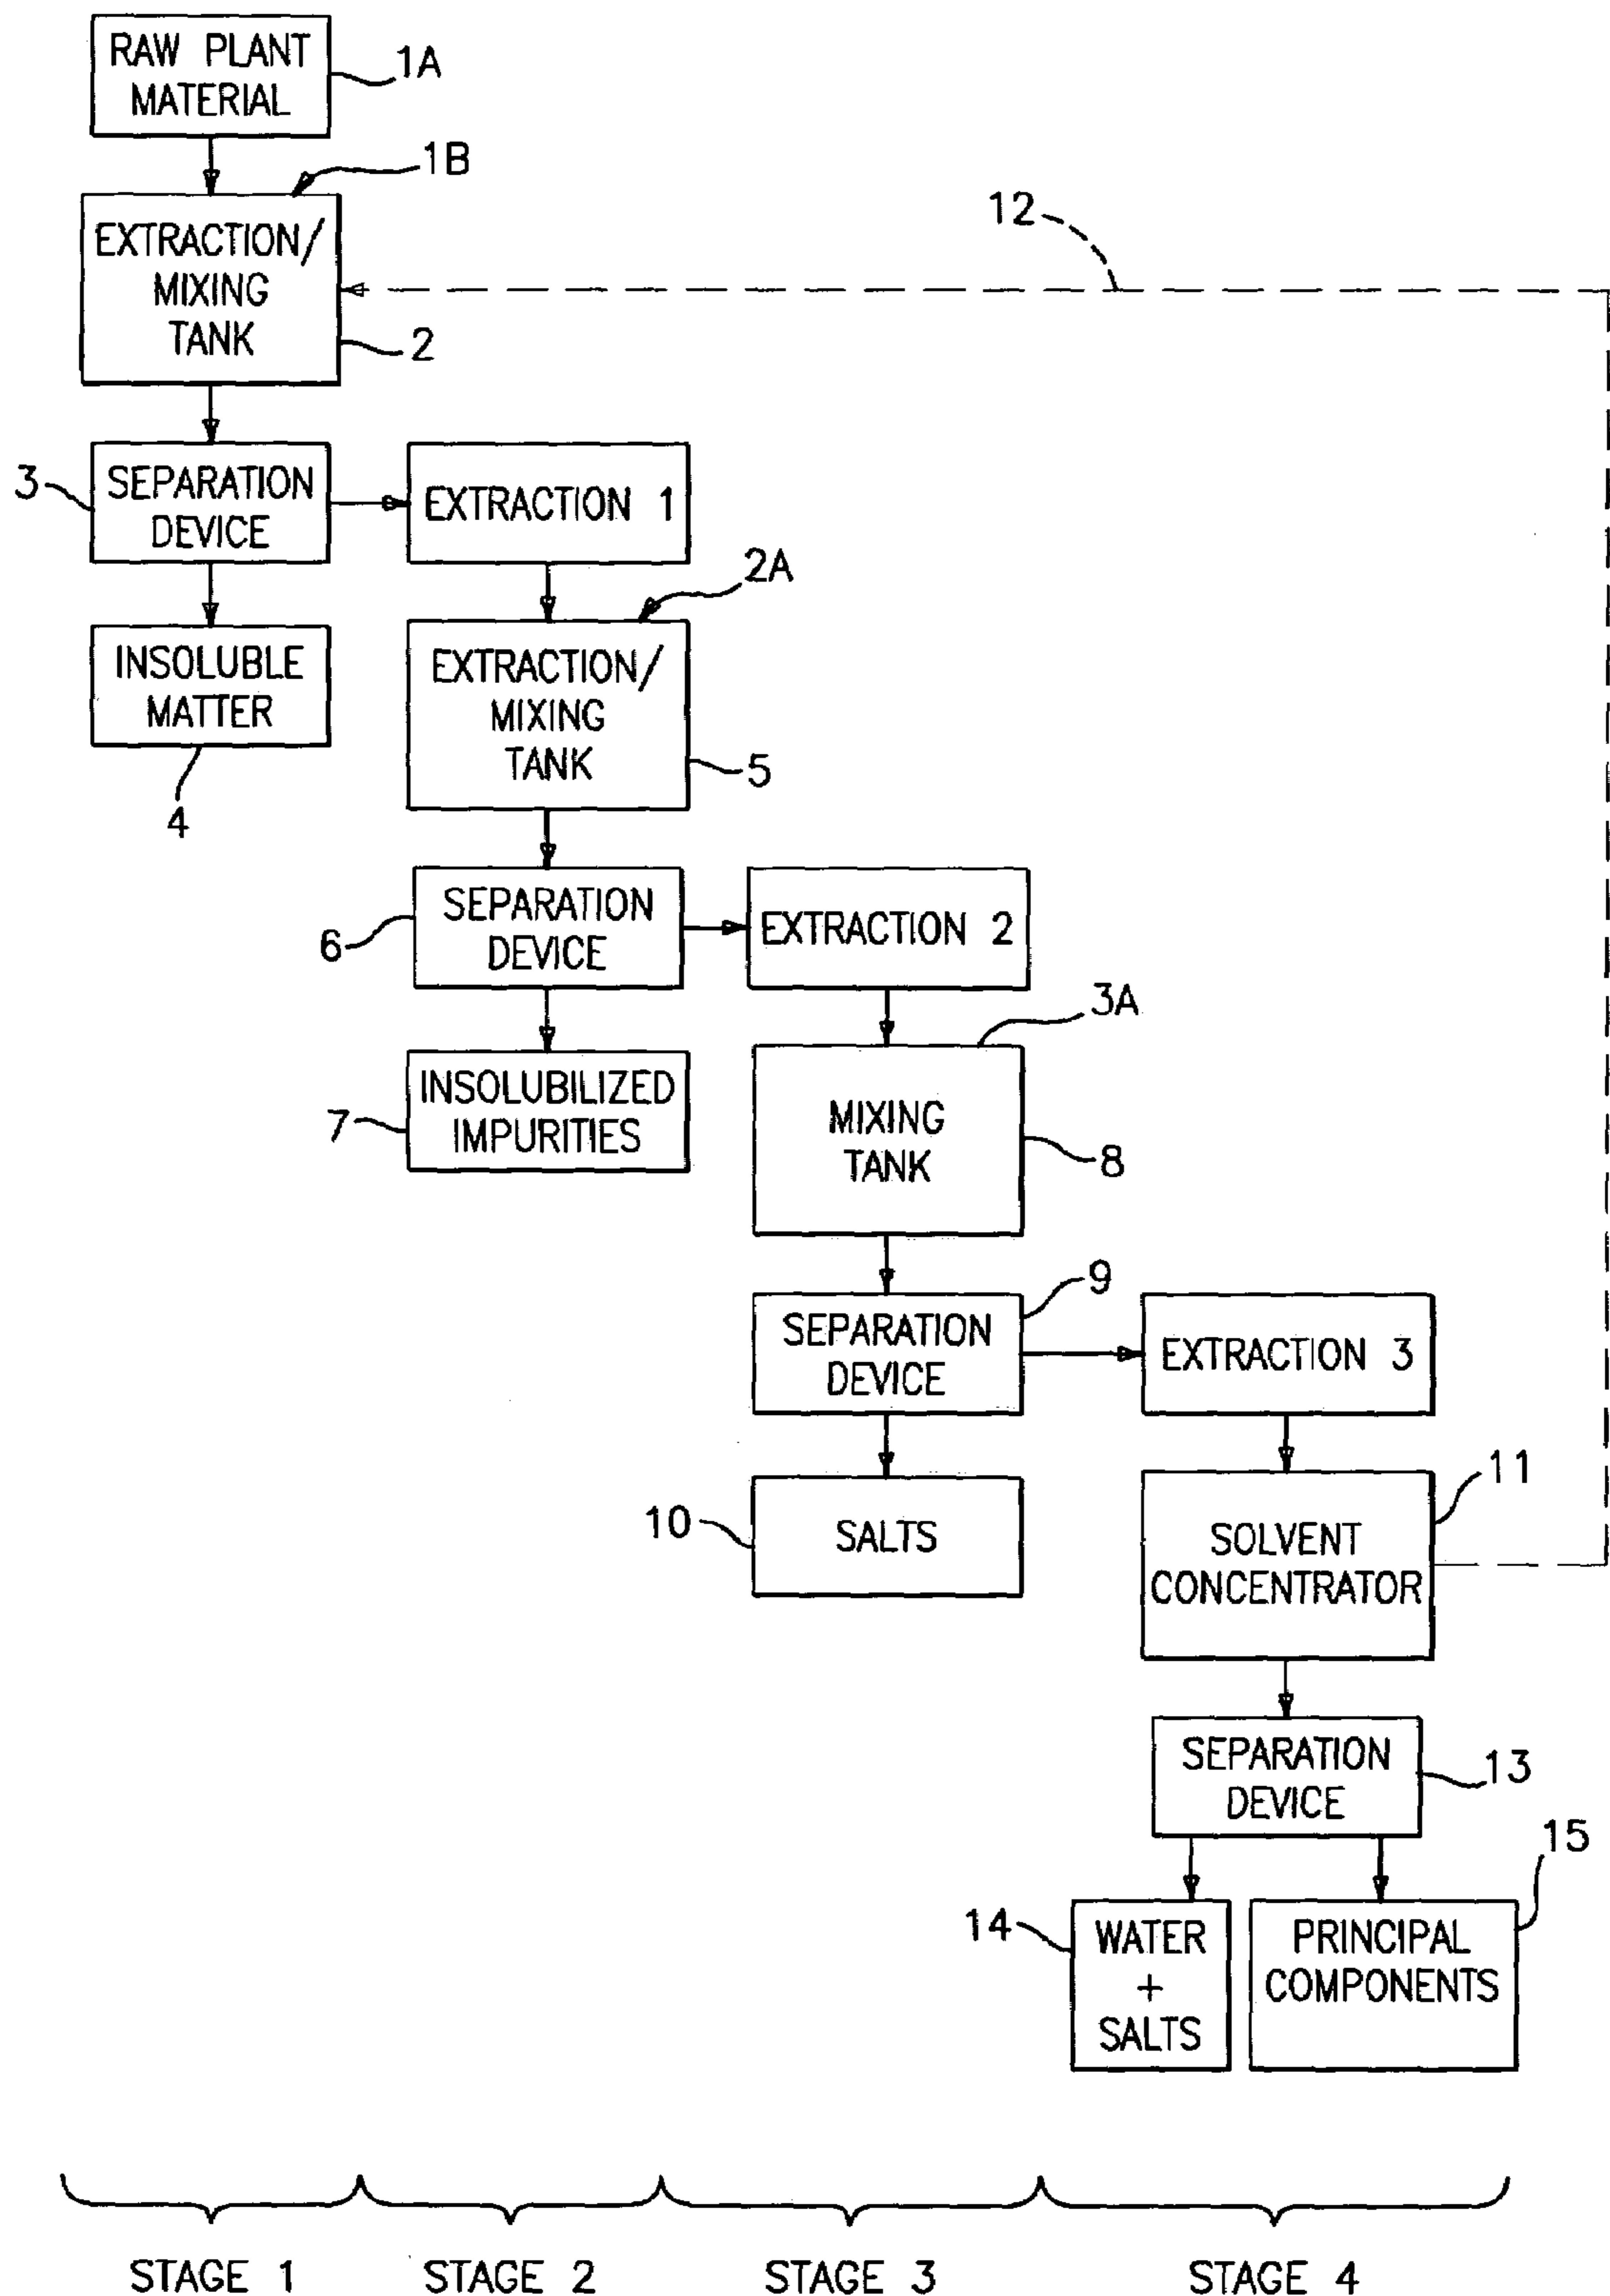 RAW PLANT
MATERIAL
1A
1B
EXTRACTION/
MIXING
TANK
2
12
3
SEPARATION
DEVICE
EXTRACTION 1
2A
INSOLUBLE
MATTER
4
EXTRACTION/
MIXING
TANK
5
6
SEPARATION
DEVICE
EXTRACTION 2
3A
7
INSOLUBILIZED
IMPURITIES
MIXING
TANK
8
9
SEPARATION
DEVICE
EXTRACTION 3
10
SALTS
11
SOLVENT
CONCENTRATOR
SEPARATION
DEVICE
13
15
14
WATER
+
SALTS
PRINCIPAL
COMPONENTS
STAGE 1
STAGE 2
STAGE 3
STAGE 4